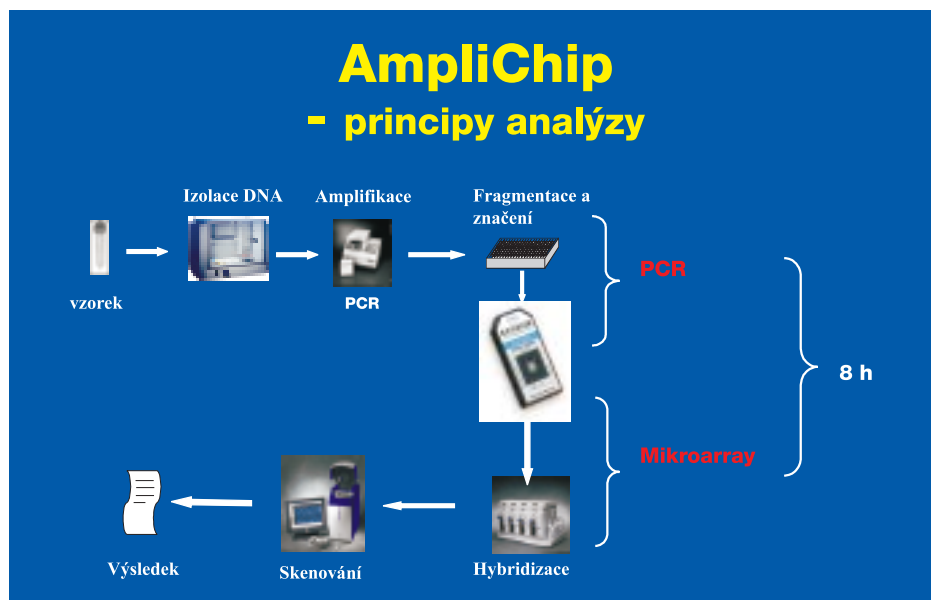 AmpliChip
- principy analýzy
Izolace DNA
Amplifikace
Fragmentace a
značení
vzorek
PCR
PCR
8 h
Mikroarray
Výsledek
Skenování
Hybridizace